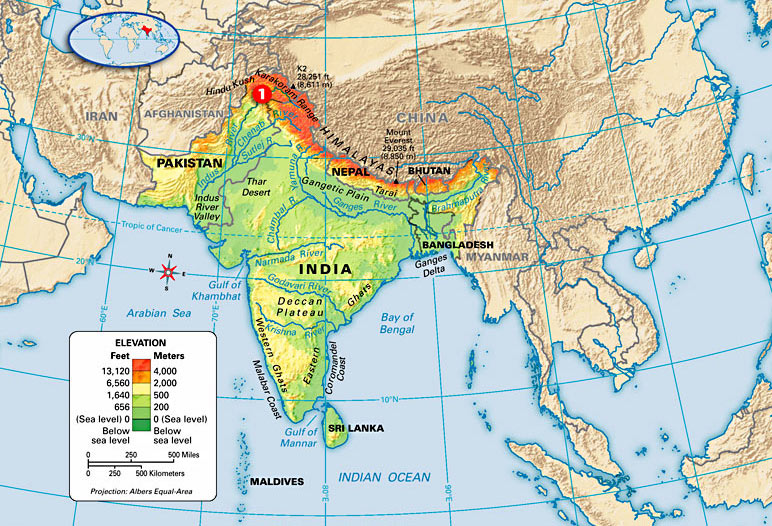 K2
28,251 ft
(8,611 m)
Hindu Kush
Karakoram Range
1
IRAN
AFGHANISTAN
CHINA
30°N
River
Chenab
R.
Sutlej R.
HIMALAYAS
Mount
Everest
29,035 ft
(8,850 m)
PAKISTAN
Indus
Yamuna R.
NEPAL
BHUTAN
Thar
Desert
Gangetic Plain
Tarai
Brahmaputra R.
Indus
River
Valley
Chambal R.
Ganges River
Tropic of Cancer
BANGLADESH
Ganges
Delta
MYANMAR
N
W E
S
20°N
Narmada River
INDIA
Gulf of
Khambhat
Godavari River
Arabian Sea
Deccan
Plateau
Ghats
Bay of
Bengal
60°E
70°E
Krishna River
Western Ghats
Eastern
Malabar Coast
Coromandel
Coast
10°N
Gulf of
Mannar
SRI LANKA
MALDIVES
INDIAN OCEAN
80°E
90°E
ELEVATION
Feet Meters
13,120 4,000
6,560 2,000
1,640 500
656 200
(Sea level) 0 0 (Sea level)
Below Below
sea level sea level
0 250 500 Miles
0 250 500 Kilometers
Projection: Albers Equal-Area